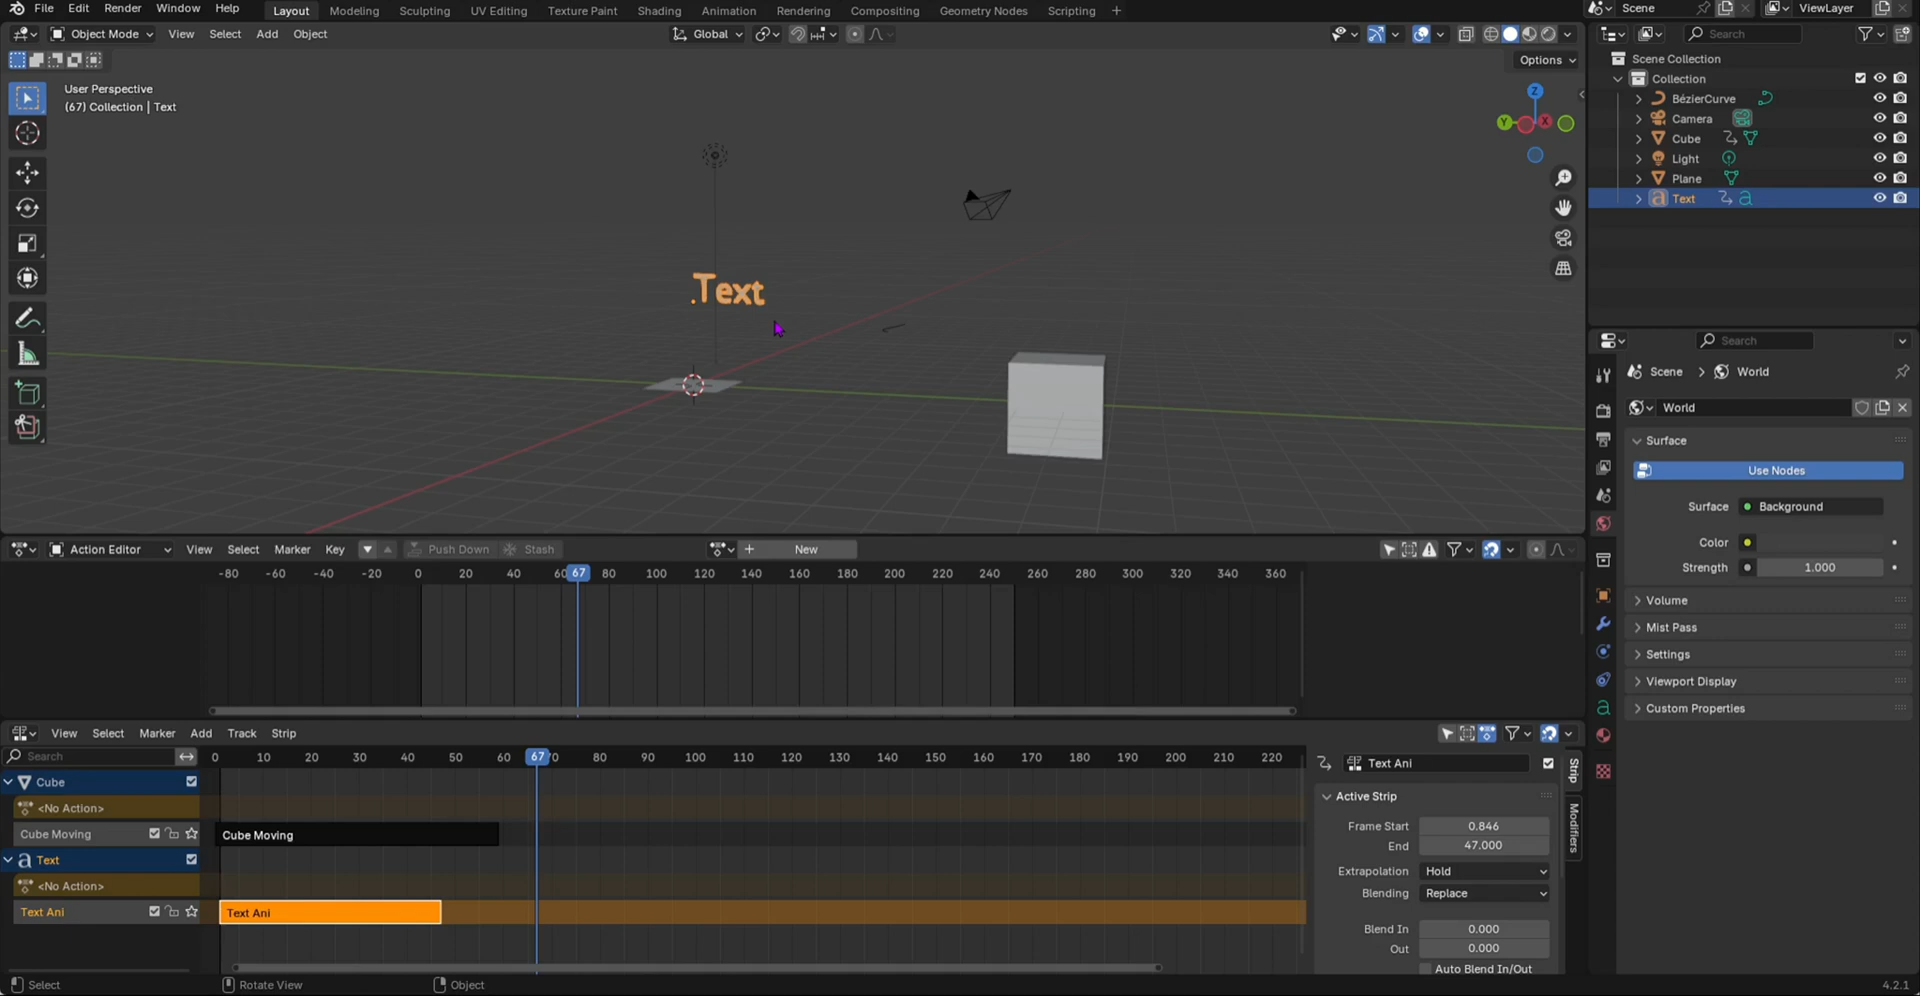 File Edit Render Window Help Layout Modeling Sculpting UV Editing Texture Paint Shading Animation Rendering Compositing Geometry Nodes Scripting + Scene ViewLayer
Object Mode View Select Add Object Global Search
Options
User Perspective
(67) Collection | Text
Z
Y X
Text
Scene Collection
Collection
BézierCurve
Camera
Cube
Light
Plane
Text
Search
Scene > World
World
Surface
Use Nodes
Surface Background
Color
Strength 1.000
Volume
Mist Pass
Settings
Viewport Display
Custom Properties
Action Editor View Select Marker Key Push Down Stash + New
-80 -60 -40 -20 0 20 40 60 67 80 100 120 140 160 180 200 220 240 260 280 300 320 340 360
View Select Marker Add Track Strip
Search 0 10 20 30 40 50 60 67 70 80 90 100 110 120 130 140 150 160 170 180 190 200 210 220
Cube
<No Action>
Cube Moving Cube Moving
Text
<No Action>
Text Ani Text Ani
Text Ani
Active Strip
Frame Start 0.846
End 47.000
Extrapolation Hold
Blending Replace
Blend In 0.000
Out 0.000
Auto Blend In/Out
Strip
Modifiers
Select Rotate View Object 4.2.1